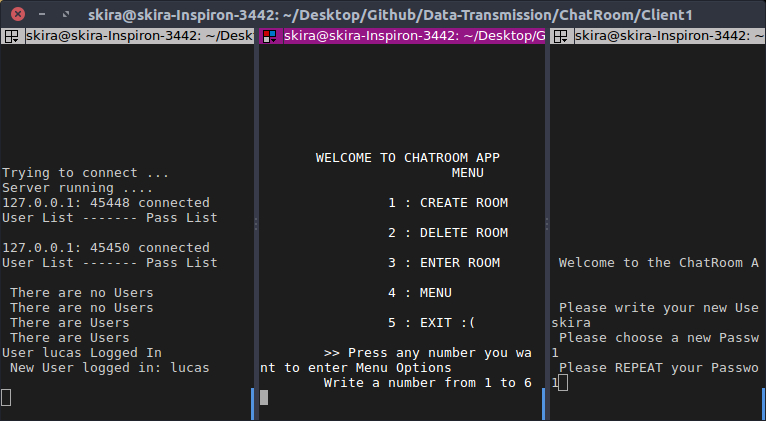 skira@skira-Inspiron-3442: ~/Desktop/Github/Data-Transmission/ChatRoom/Client1
skira@skira-Inspiron-3442: ~/Desk
Trying to connect ...
Server running ....
127.0.0.1: 45448 connected
User List ------- Pass List
127.0.0.1: 45450 connected
User List ------- Pass List
There are no Users
There are no Users
There are Users
There are Users
User lucas Logged In
New User logged in: lucas
skira@skira-Inspiron-3442: ~/Desktop/G
WELCOME TO CHATROOM APP
MENU
1 : CREATE ROOM
2 : DELETE ROOM
3 : ENTER ROOM
4 : MENU
5 : EXIT :(
>> Press any number you wa
nt to enter Menu Options
Write a number from 1 to 6
skira@skira-Inspiron-3442: ~
Welcome to the ChatRoom A
Please write your new Use
skira
Please choose a new Passw
1
Please REPEAT your Passwo
1